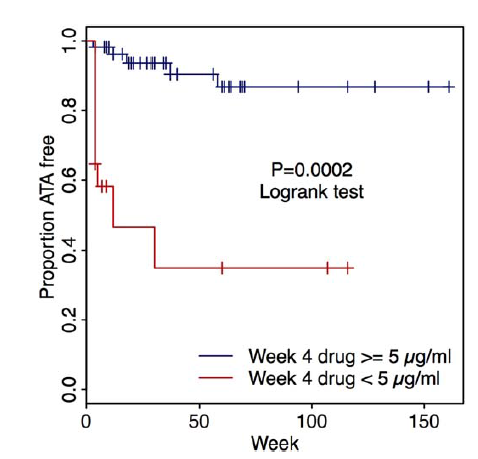 1.0
0.8
0.6
0.4
0.2
0.0
Proportion ATA free
P=0.0002
Logrank test
Week 4 drug >= 5 µg/ml
Week 4 drug < 5 µg/ml
0 50 100 150
Week